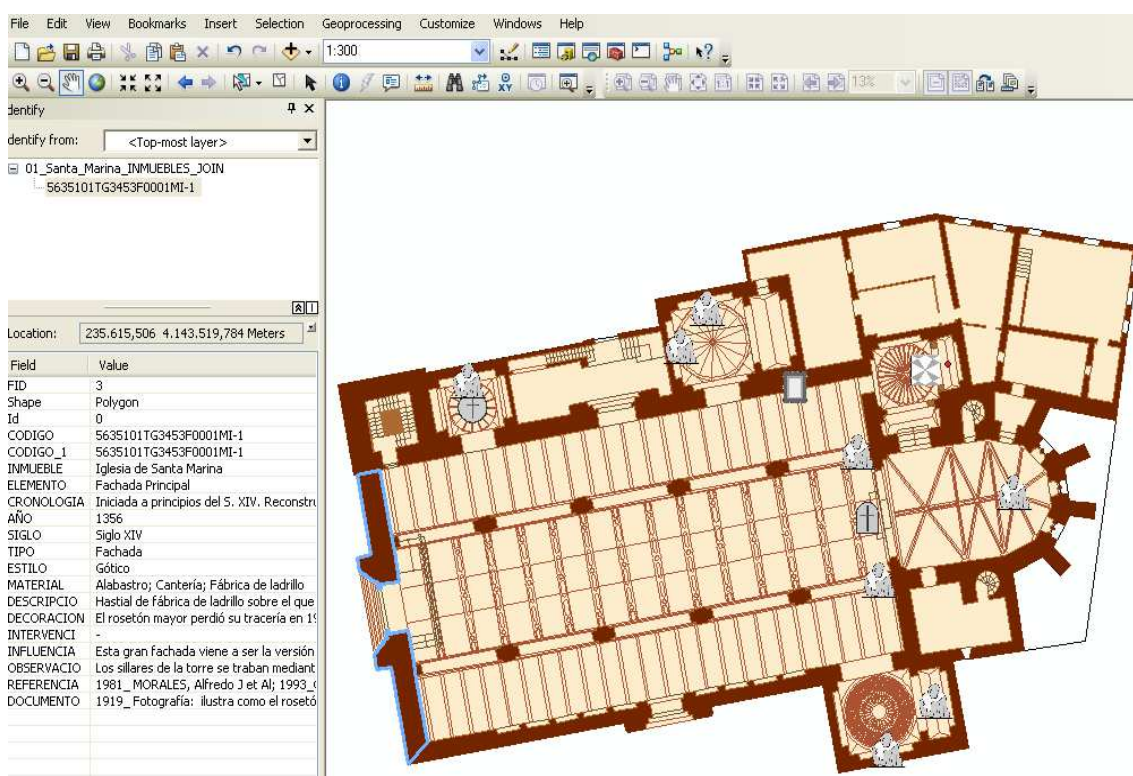 File Edit View Bookmarks Insert Selection Geoprocessing Customize Windows Help
1:300
13%
dentify
dentify from: <Top-most layer>
01_Santa_Marina_INMUEBLES_JOIN
5635101TG3453F0001MI-1
Location: 235.615,506 4.143.519,784 Meters
Field Value
FID 3
Shape Polygon
Id 0
CODIGO 5635101TG3453F0001MI-1
CODIGO_1 5635101TG3453F0001MI-1
INMUEBLE Iglesia de Santa Marina
ELEMENTO Fachada Principal
CRONOLOGIA Iniciada a principios del S. XIV. Reconstru
AÑO 1356
SIGLO Siglo XIV
TIPO Fachada
ESTILO Gótico
MATERIAL Alabastro; Cantería; Fábrica de ladrillo
DESCRIPCIO Hastial de fábrica de ladrillo sobre el que
DECORACION El rosetón mayor perdió su tracería en 19
INTERVENCI -
INFLUENCIA Esta gran fachada viene a ser la versión
OBSERVACIO Los sillares de la torre se traban mediant
REFERENCIA 1981_ MORALES, Alfredo J et Al; 1993_
DOCUMENTO 1919_ Fotografía: ilustra como el rosetó